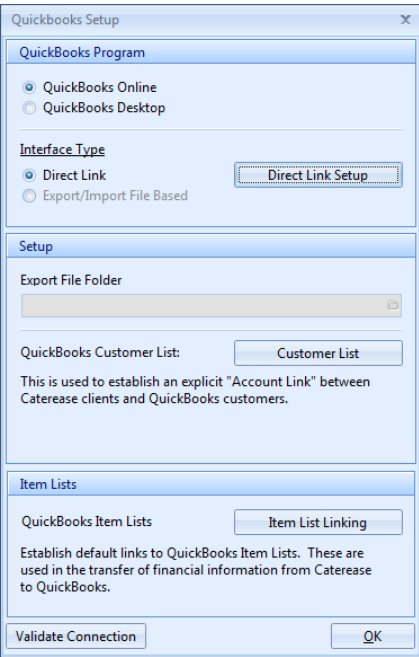 Quickbooks Setup
QuickBooks Program
QuickBooks Online
QuickBooks Desktop
Interface Type
Direct Link
Direct Link Setup
Export/Import File Based
Setup
Export File Folder
QuickBooks Customer List:
Customer List
This is used to establish an explicit "Account Link" between
Caterease clients and QuickBooks customers.
Item Lists
QuickBooks Item Lists
Item List Linking
Establish default links to QuickBooks Item Lists. These are
used in the transfer of financial information from Caterease
to QuickBooks.
Validate Connection
OK